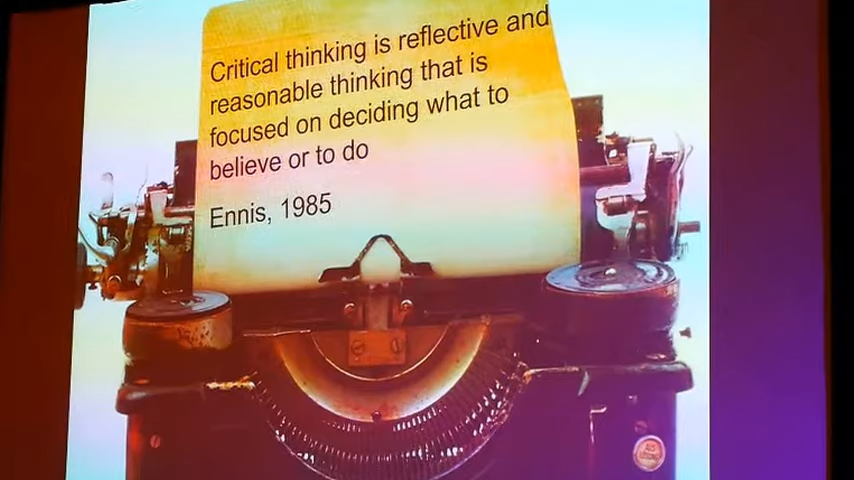 Critical thinking is reflective and
reasonable thinking that is
focused on deciding what to
believe or to do
Ennis, 1985